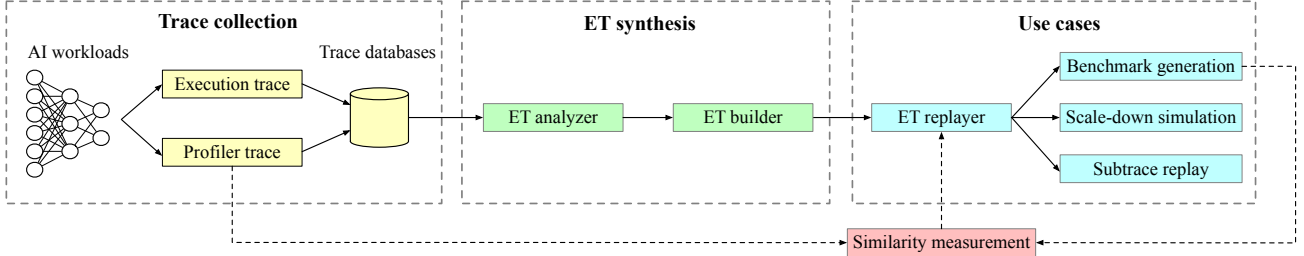 Trace collection
ET synthesis
Use cases
AI workloads
Trace databases
Execution trace
Profiler trace
ET analyzer
ET builder
ET replayer
Benchmark generation
Scale-down simulation
Subtrace replay
Similarity measurement